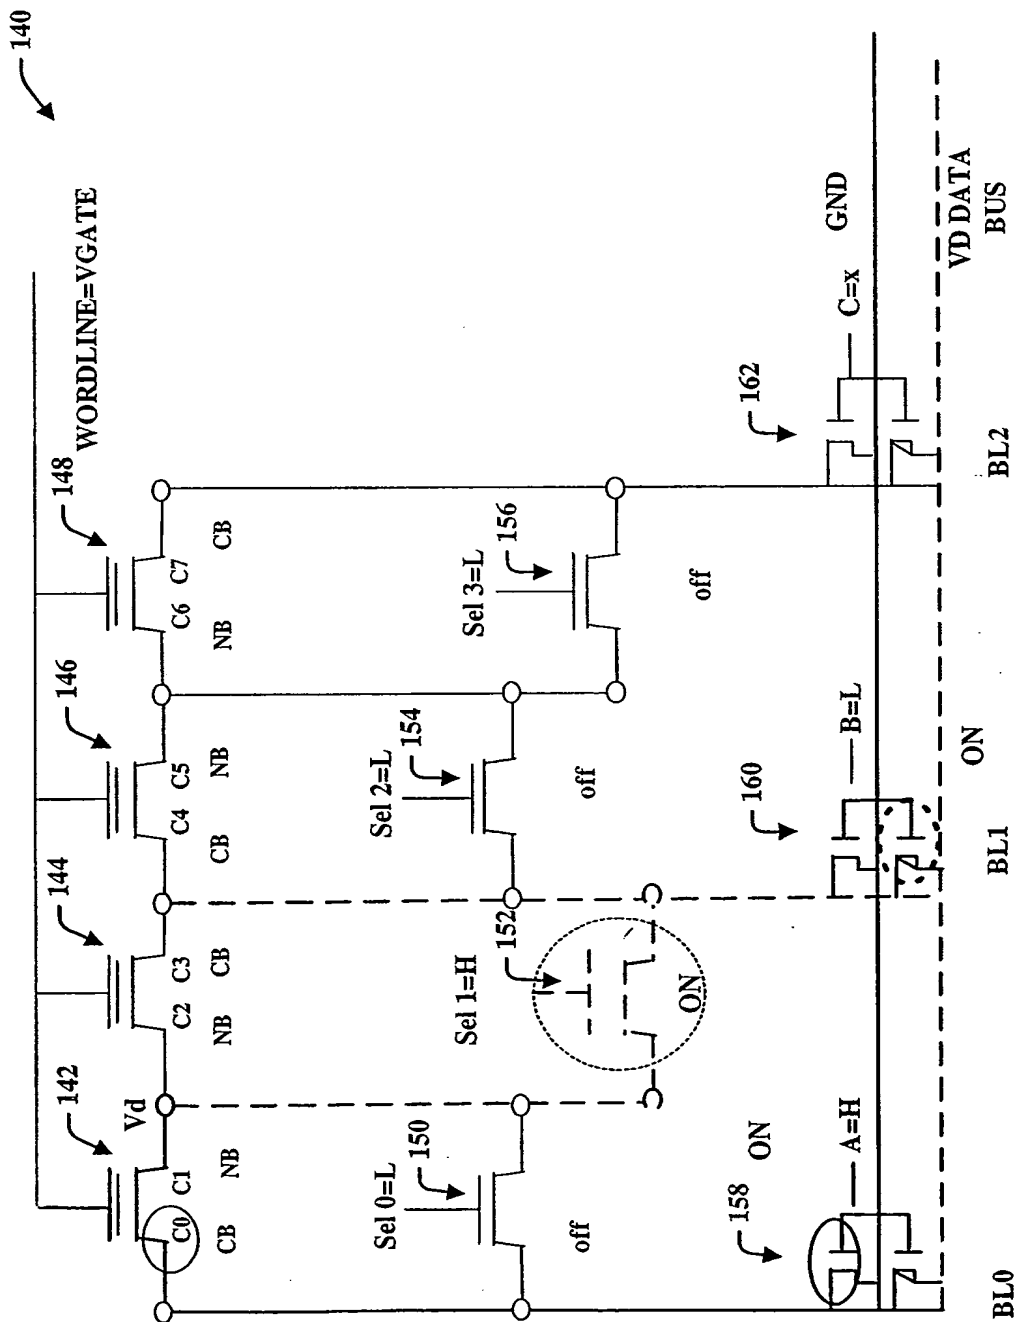 140
WORDLINE=VGATE
142
144
146
148
Vd
C0
C1
C2
C3
C4
C5
C6
C7
CB
NB
NB
CB
CB
NB
NB
CB
Sel 0=L
150
off
Sel 1=H
152
ON
Sel 2=L
154
off
Sel 3=L
156
off
158
ON
A=H
160
B=L
162
C=x
GND
VD DATA
BUS
BL0
BL1
ON
BL2